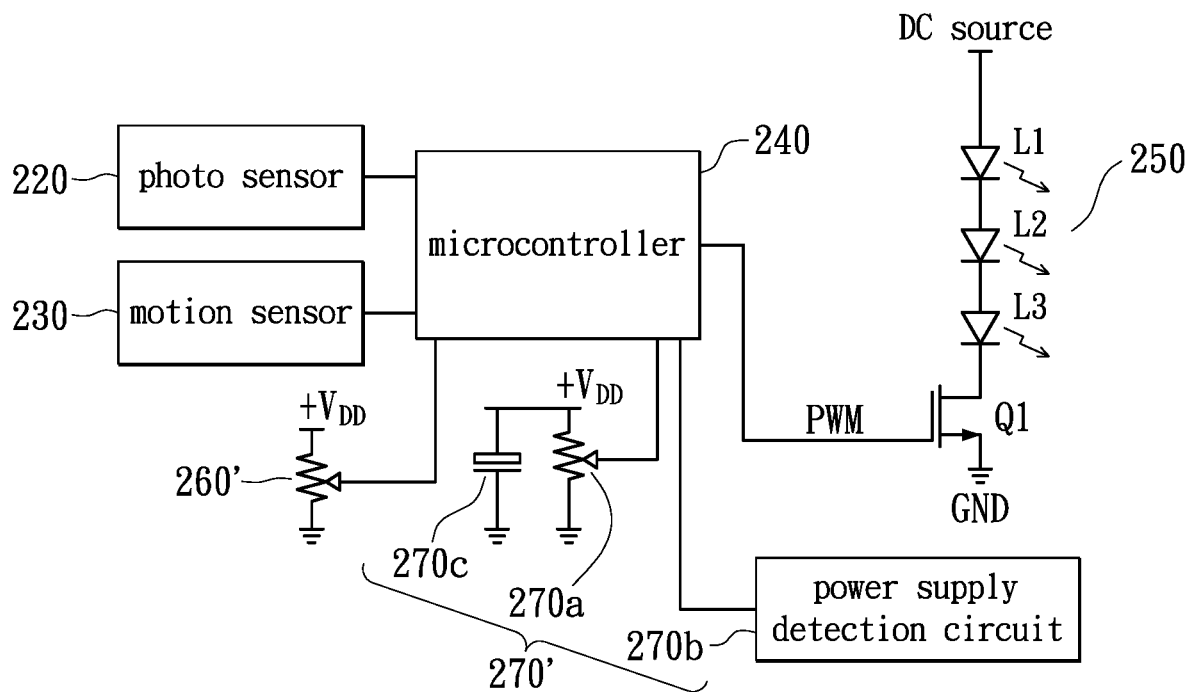 DC source
240
L1
220
photo sensor
250
microcontroller
L2
230
motion sensor
L3
+VDD
+VDD
PWM
Q1
260'
GND
270c
270a
power supply
detection circuit
270b
270'